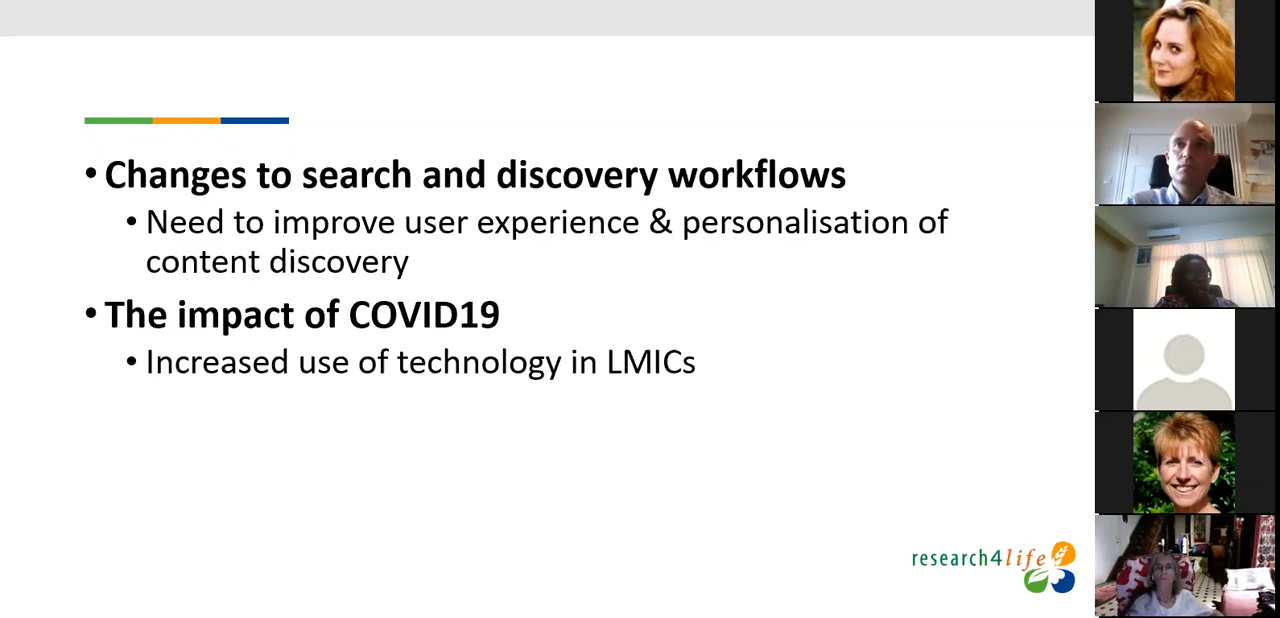 • Changes to search and discovery workflows
• Need to improve user experience & personalisation of
content discovery
• The impact of COVID19
• Increased use of technology in LMICs
research4life